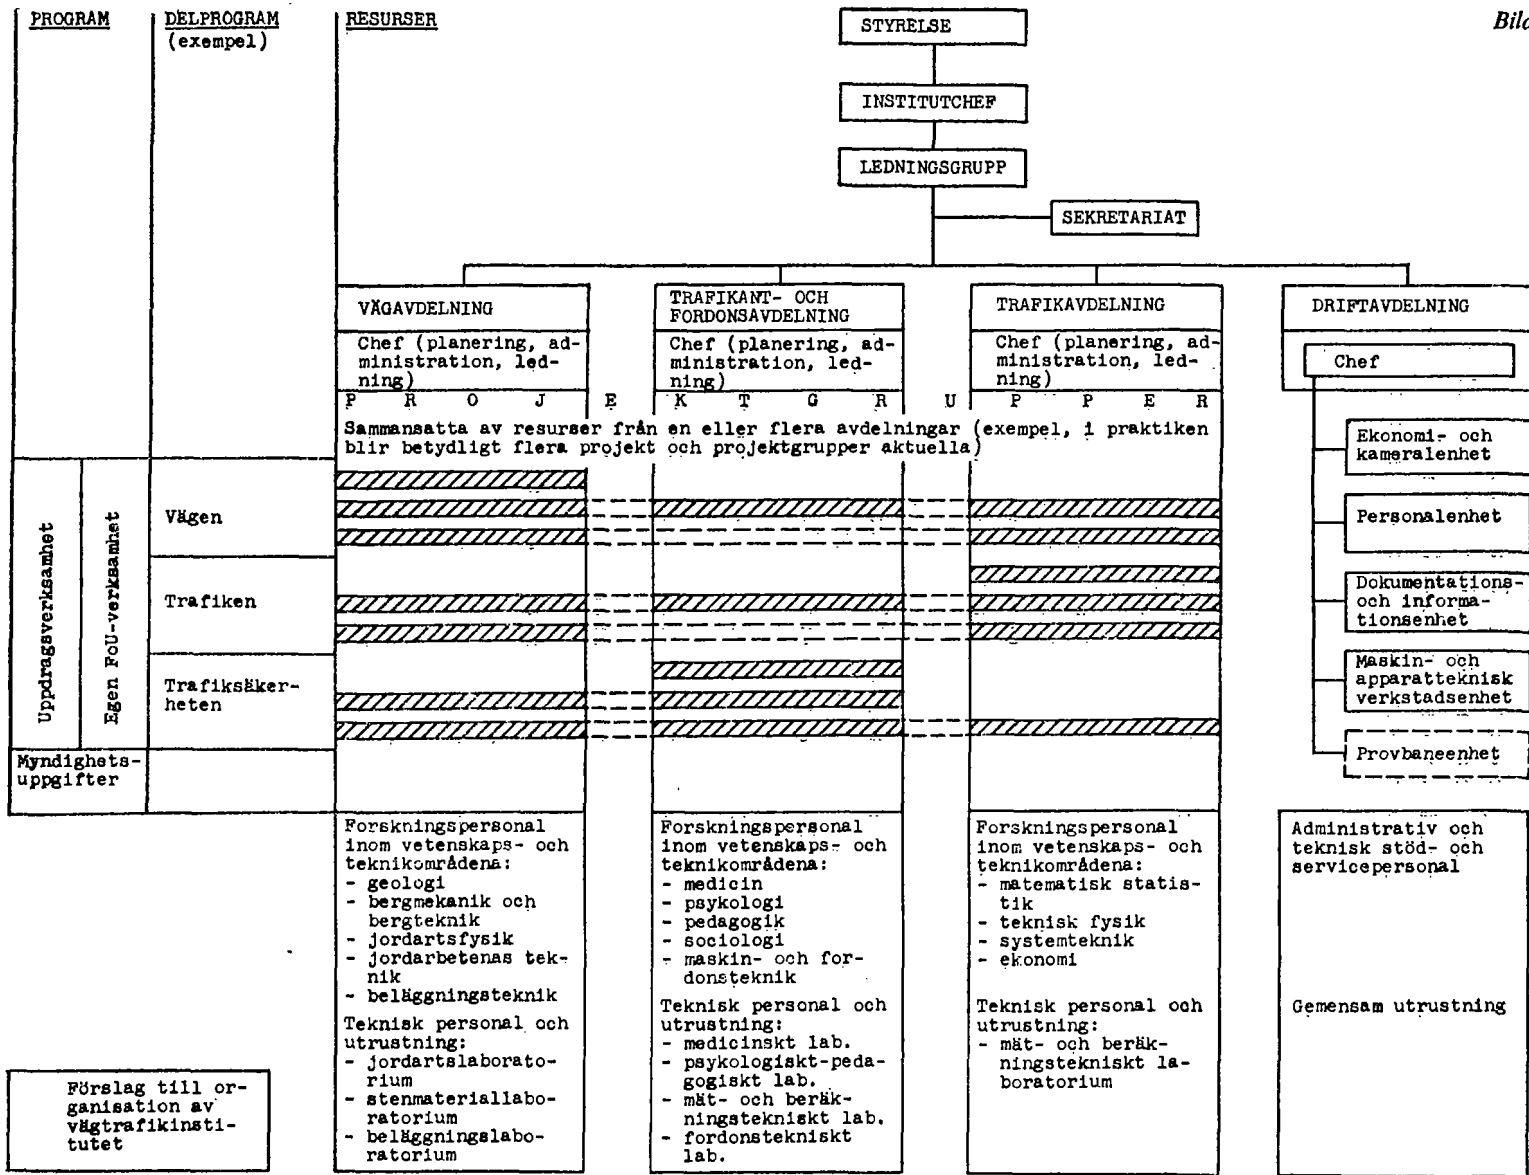 PROGRAM
DELPROGRAM
(exempel)
RESURSER
STYRELSE
INSTITUTCHEF
LEDNINGSGRUPP
SEKRETARIAT
VÄGAVDELNING
Chef (planering, ad-
ministration, led-
ning)
TRAFIKANT- OCH
FORDONSAVDELNING
Chef (planering, ad-
ministration, led-
ning)
TRAFIKAVDELNING
Chef (planering, ad-
ministration, led-
ning)
DRIFTAVDELNING
Chef
P R O J E K T G R U P P E R
Sammansatta av resurser från en eller flera avdelningar (exempel, i praktiken
blir betydligt flera projekt och projektgrupper aktuella)
Ekonomi- och
kameralenhet
Personalenhet
Dokumentations-
och informa-
tionsenhet
Maskin- och
apparatteknisk
verkstadsenhet
Provbaneenhet
Uppdragsverksamhet
Egen FoU-verksamhet
Vägen
Trafiken
Trafiksäker-
heten
Myndighets-
uppgifter
Forskningspersonal
inom vetenskaps- och
teknikområdena:
- geologi
- bergmekanik och
bergteknik
- jordartsfysik
- jordarbetenas tek-
nik
- beläggningsteknik
Teknisk personal och
utrustning:
- jordartslaborato-
rium
- stenmateriallabo-
ratorium
- beläggningslabo-
ratorium
Forskningspersonal
inom vetenskaps- och
teknikområdena:
- medicin
- psykologi
- pedagogik
- sociologi
- maskin- och for-
donsteknik
Teknisk personal och
utrustning:
- medicinskt lab.
- psykologiskt-peda-
gogiskt lab.
- mät- och beräk-
ningstekniskt lab.
- fordonstekniskt
lab.
Forskningspersonal
inom vetenskaps- och
teknikområdena:
- matematisk statis-
tik
- teknisk fysik
- systemteknik
- ekonomi
Teknisk personal och
utrustning:
- mät- och beräk-
ningstekniskt la-
boratorium
Administrativ och
teknisk stöd- och
servicepersonal
Gemensam utrustning
Förslag till or-
ganisation av
vägtrafikinsti-
tutet